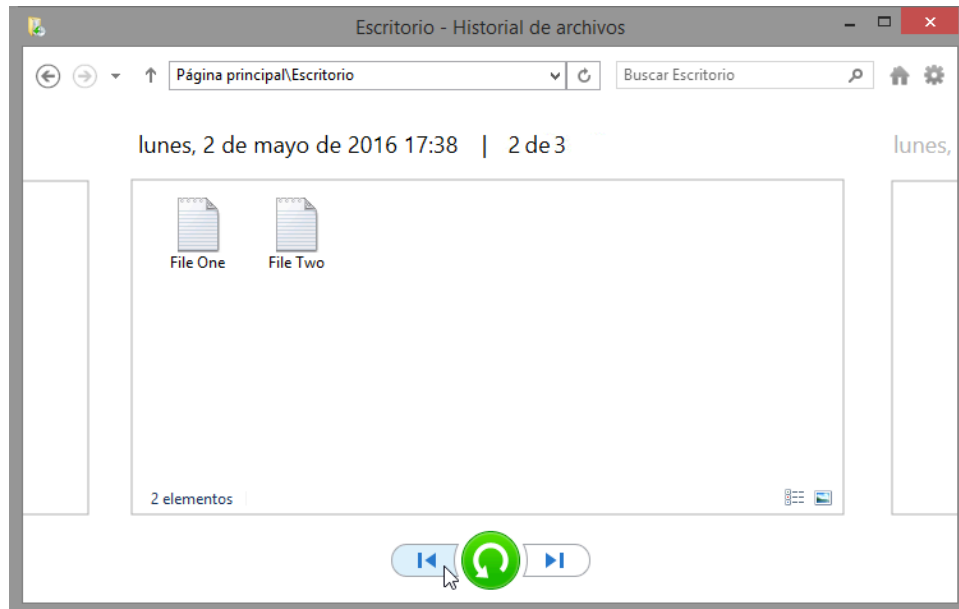 Escritorio - Historial de archivos
Página principal\Escritorio
Buscar Escritorio
lunes, 2 de mayo de 2016 17:38 | 2 de 3
lunes,
File One
File Two
2 elementos